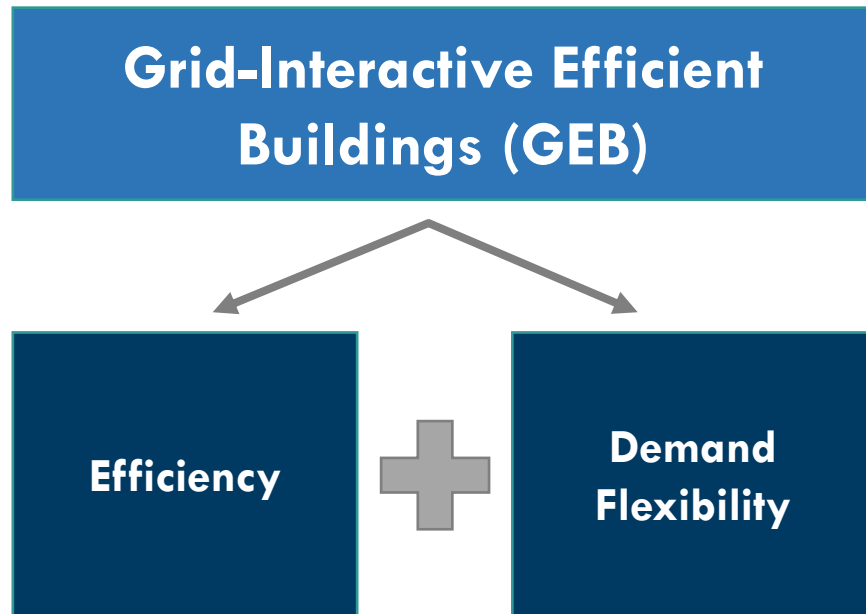 Grid-Interactive Efficient
Buildings (GEB)
Efficiency
Demand
Flexibility